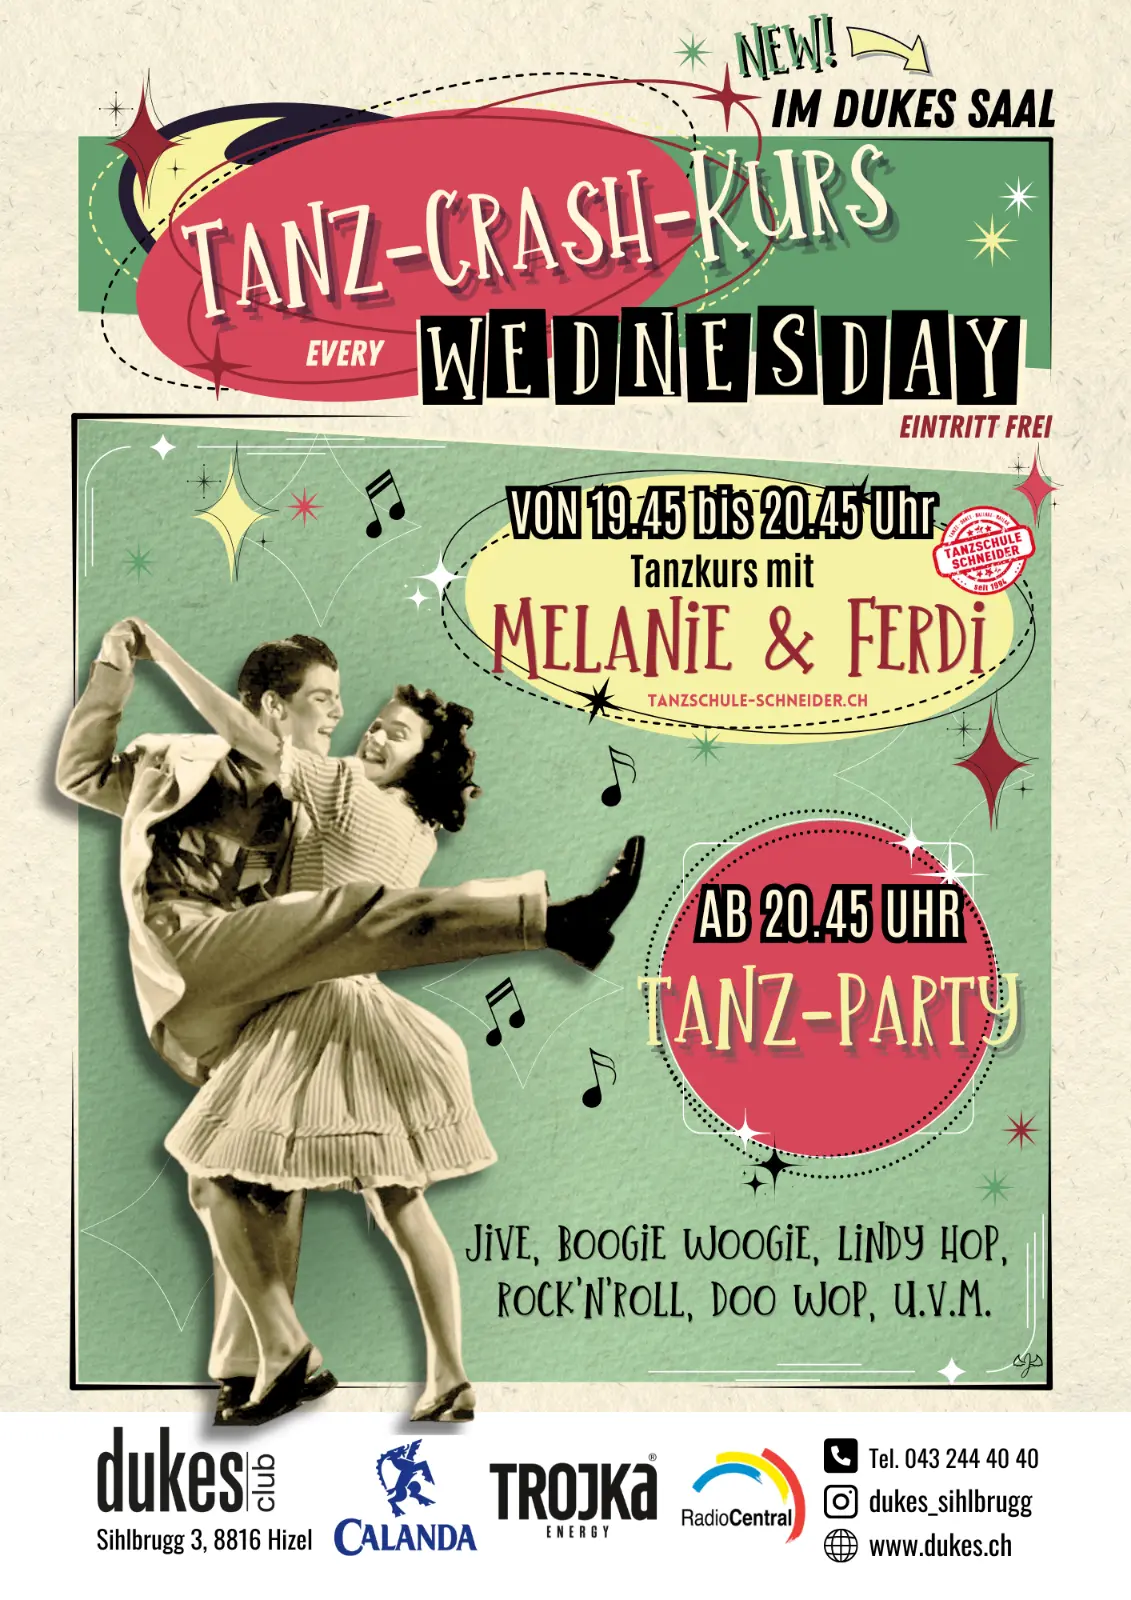 NEW!
IM DUKES SAAL
TANZ-CRASH-KURS
EVERY WEDNESDAY
EINTRITT FREI
VON 19.45 bis 20.45 Uhr
Tanzkurs mit
MELANIE & FERDI
TANZSCHULE-SCHNEIDER.CH
TANZSCHULE
SCHNEIDER
seit 1994
AB 20.45 UHR
TANZ-PARTY
JIVE, BOOGIE WOOGIE, LINDY HOP,
ROCK'N'ROLL, DOO WOP, U.V.M.
dukes club
Sihlbrugg 3, 8816 Hizel
CALANDA
TROJKA®
ENERGY
RadioCentral
Tel. 043 244 40 40
dukes_sihlbrugg
www.dukes.ch